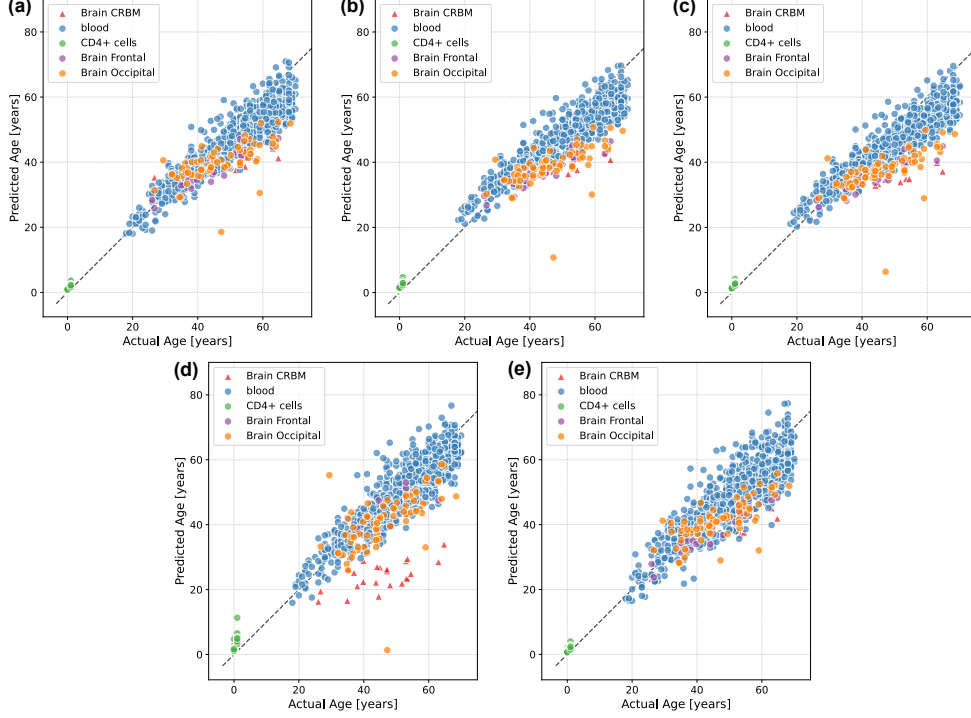 (a)
Brain CRBM
blood
CD4+ cells
Brain Frontal
Brain Occipital
80
60
40
20
0
Predicted Age [years]
0 20 40 60
Actual Age [years]
(b)
Brain CRBM
blood
CD4+ cells
Brain Frontal
Brain Occipital
80
60
40
20
0
Predicted Age [years]
0 20 40 60
Actual Age [years]
(c)
Brain CRBM
blood
CD4+ cells
Brain Frontal
Brain Occipital
80
60
40
20
0
Predicted Age [years]
0 20 40 60
Actual Age [years]
(d)
Brain CRBM
blood
CD4+ cells
Brain Frontal
Brain Occipital
80
60
40
20
0
Predicted Age [years]
0 20 40 60
Actual Age [years]
(e)
Brain CRBM
blood
CD4+ cells
Brain Frontal
Brain Occipital
80
60
40
20
0
Predicted Age [years]
0 20 40 60
Actual Age [years]